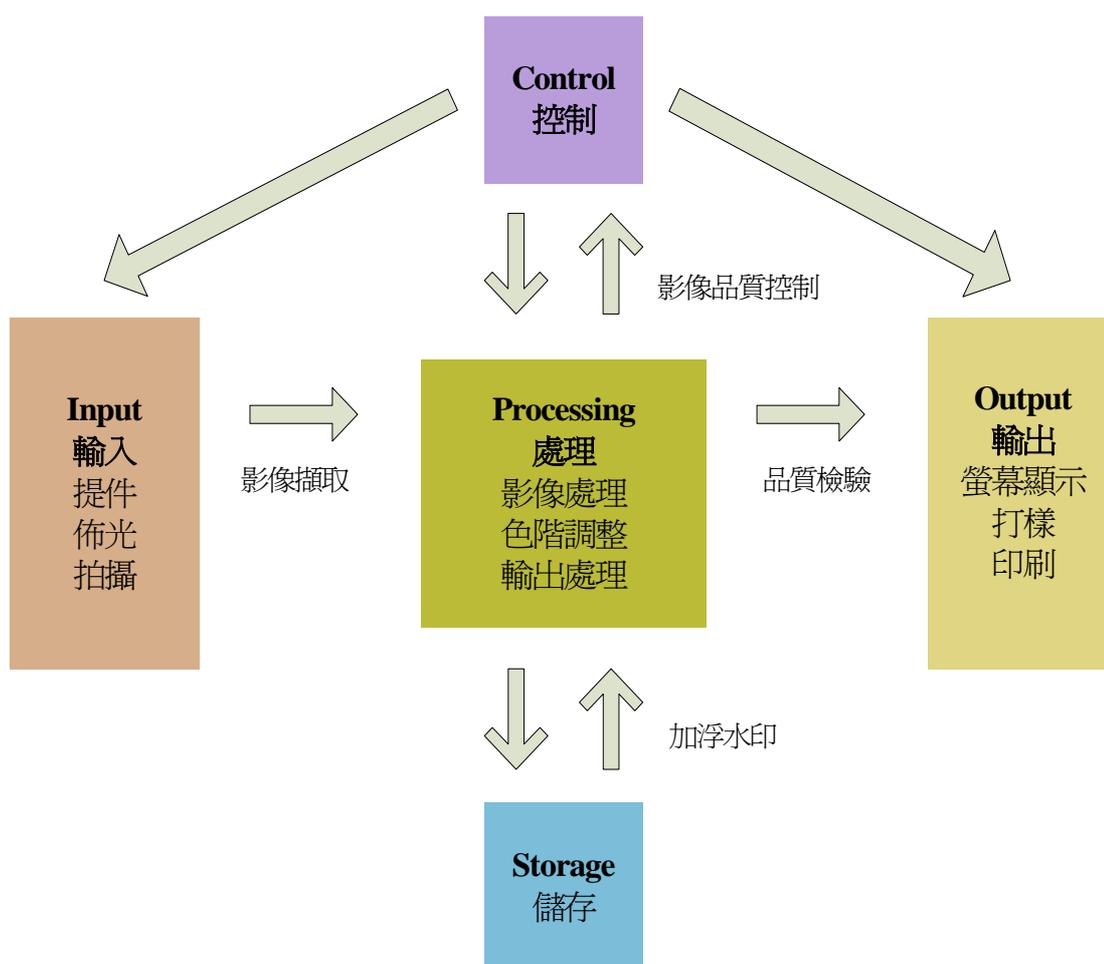 Control
控制
影像品質控制
Input
輸入
提件
佈光
拍攝
影像擷取
Processing
處理
影像處理
色階調整
輸出處理
品質檢驗
Output
輸出
螢幕顯示
打樣
印刷
加浮水印
Storage
儲存